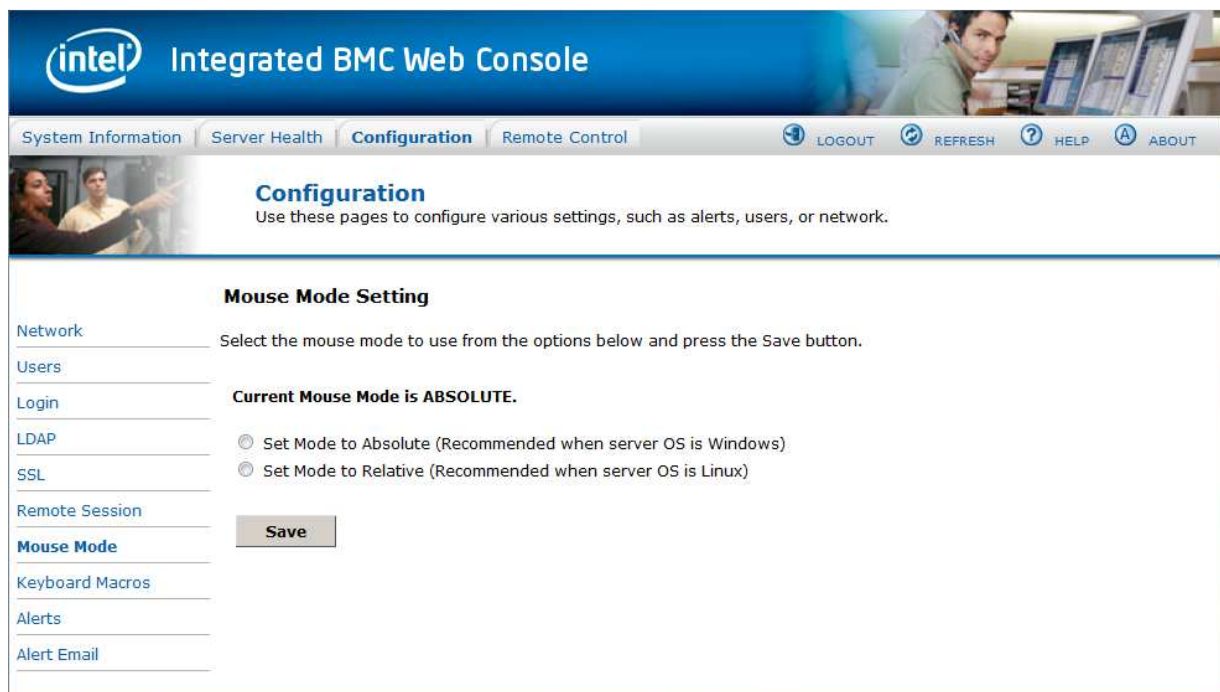 intel Integrated BMC Web Console
System Information Server Health Configuration Remote Control LOGOUT REFRESH ? HELP A ABOUT
Configuration
Use these pages to configure various settings, such as alerts, users, or network.
Mouse Mode Setting
Network
Select the mouse mode to use from the options below and press the Save button.
Users
Login
Current Mouse Mode is ABSOLUTE.
LDAP
Set Mode to Absolute (Recommended when server OS is Windows)
SSL
Set Mode to Relative (Recommended when server OS is Linux)
Remote Session
Save
Mouse Mode
Keyboard Macros
Alerts
Alert Email